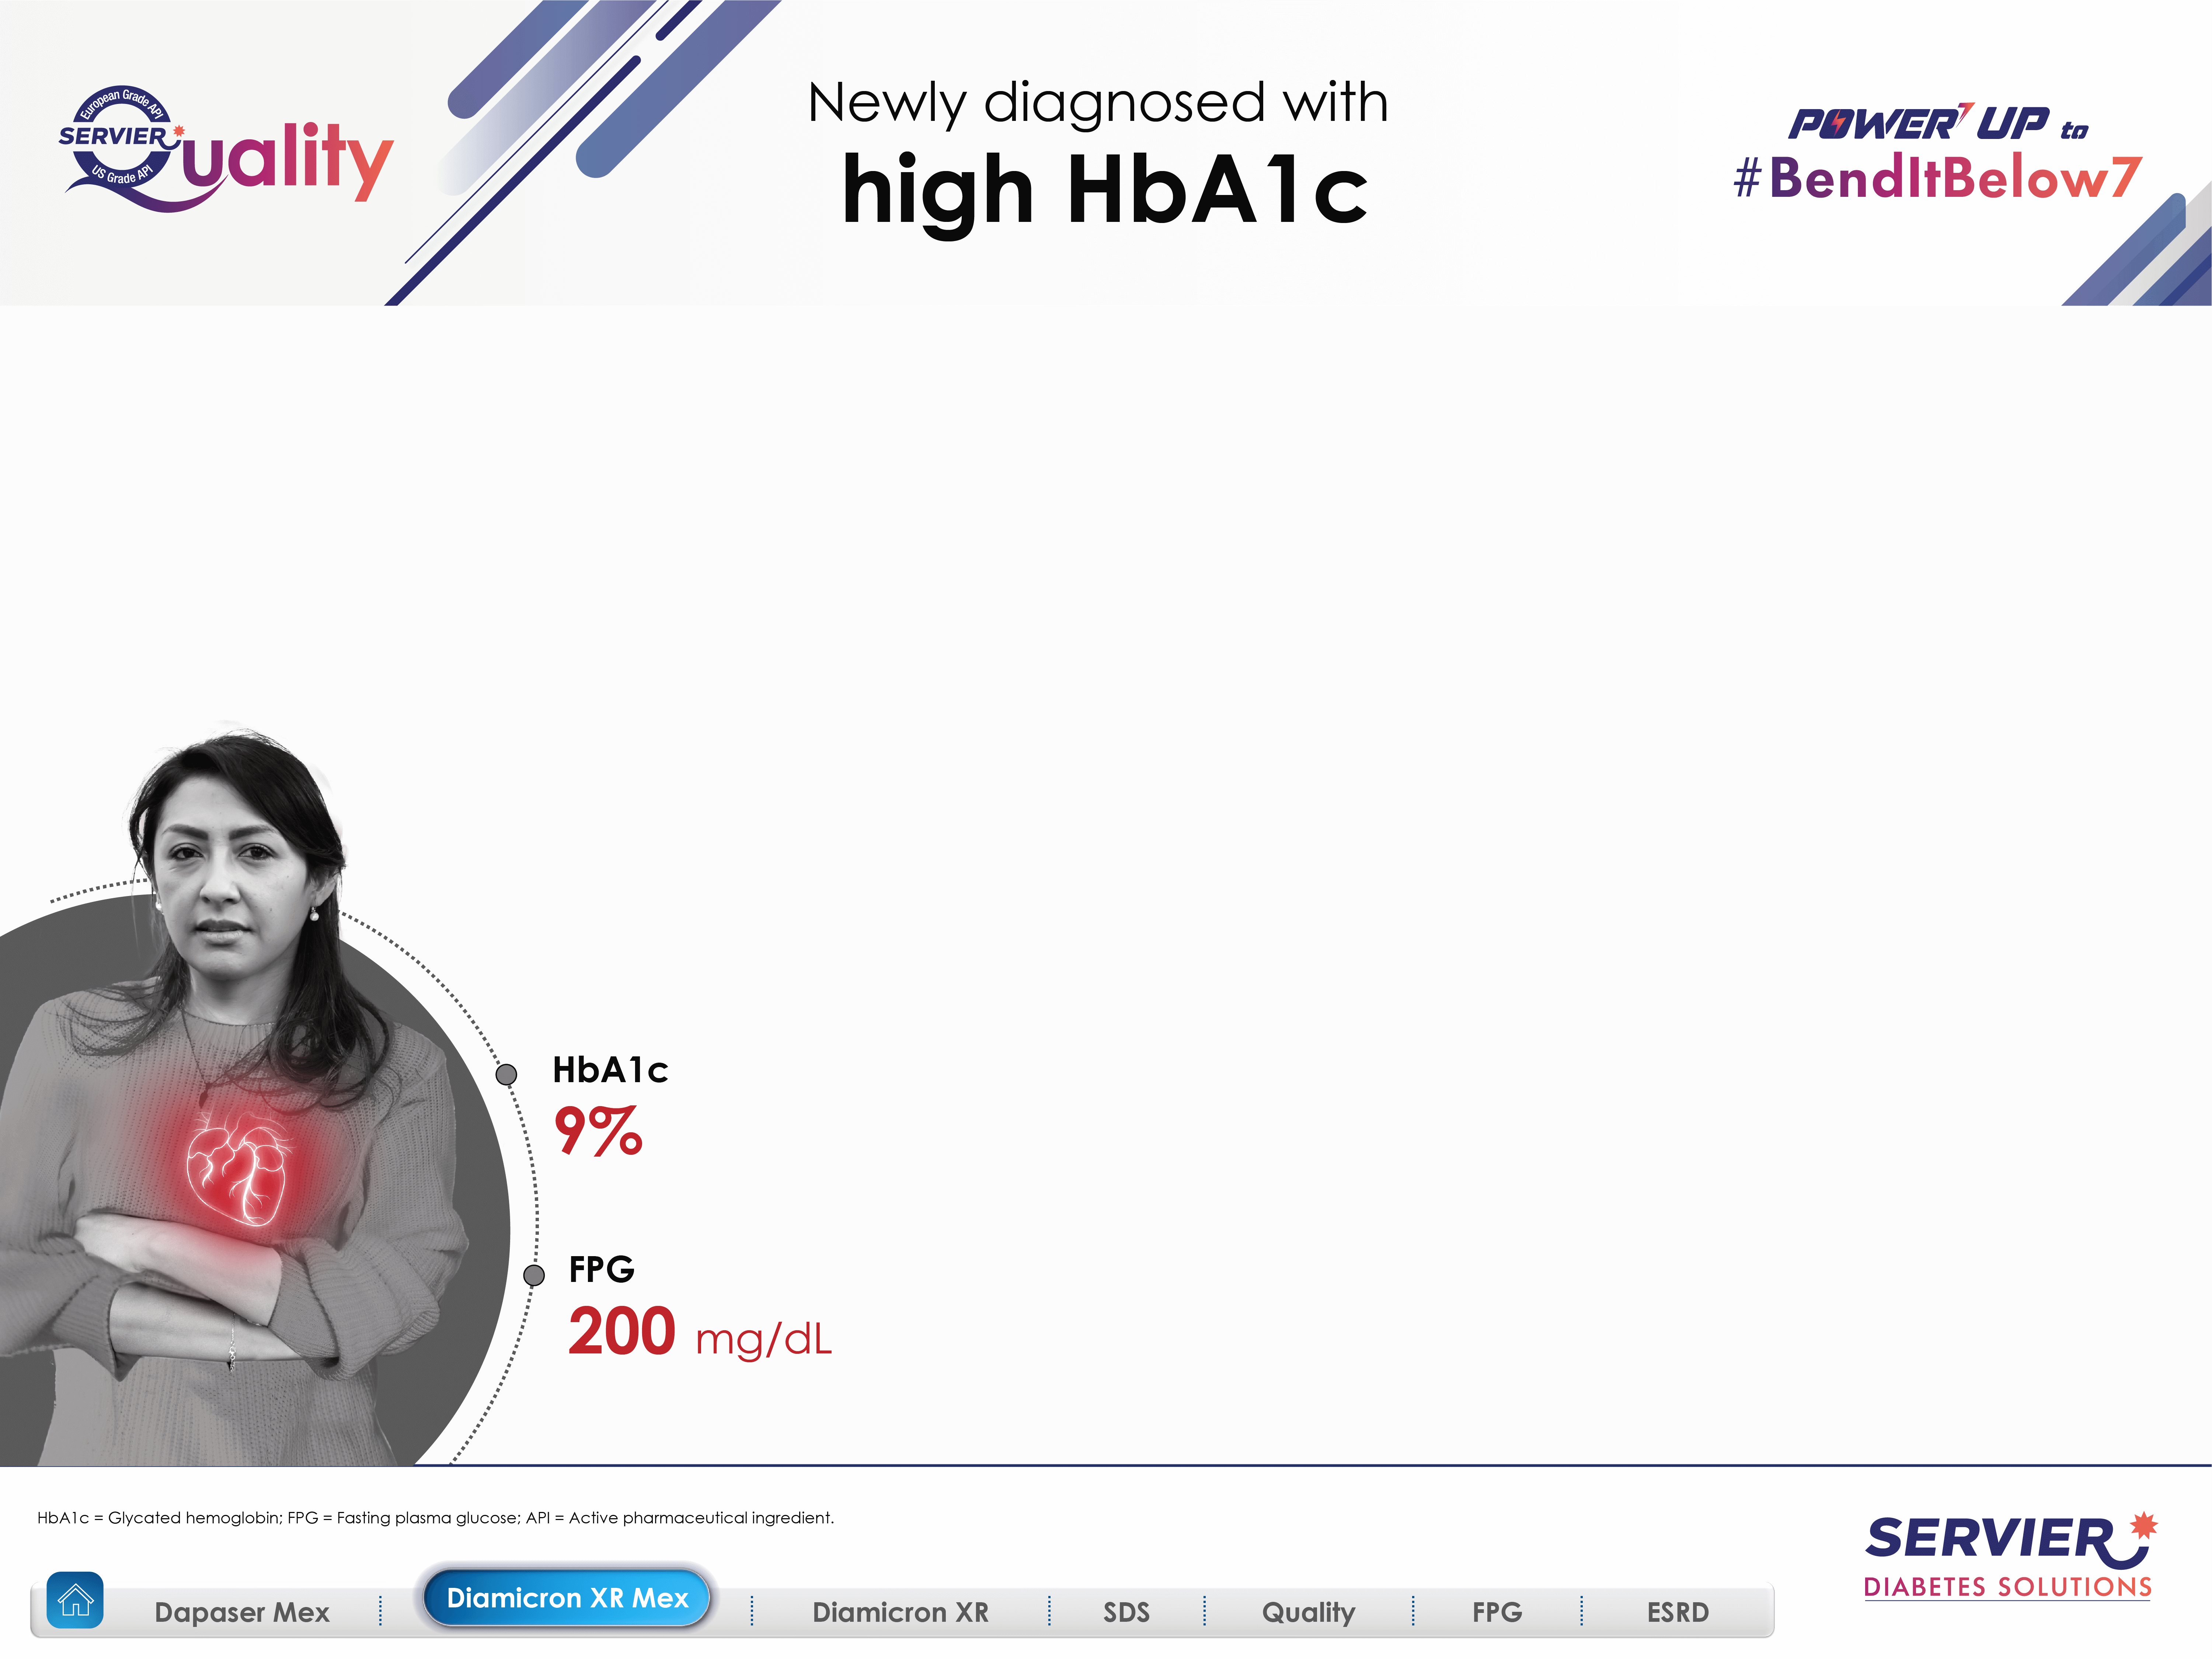 European Grade API
SERVIER
Quality
US Grade API
Newly diagnosed with
high HbA1c
POWER UP to
#BendItBelow7
HbA1c
9%
FPG
200 mg/dL
HbA1c = Glycated hemoglobin; FPG = Fasting plasma glucose; API = Active pharmaceutical ingredient.
SERVIER
DIABETES SOLUTIONS
Dapaser Mex
Diamicron XR Mex
Diamicron XR
SDS
Quality
FPG
ESRD